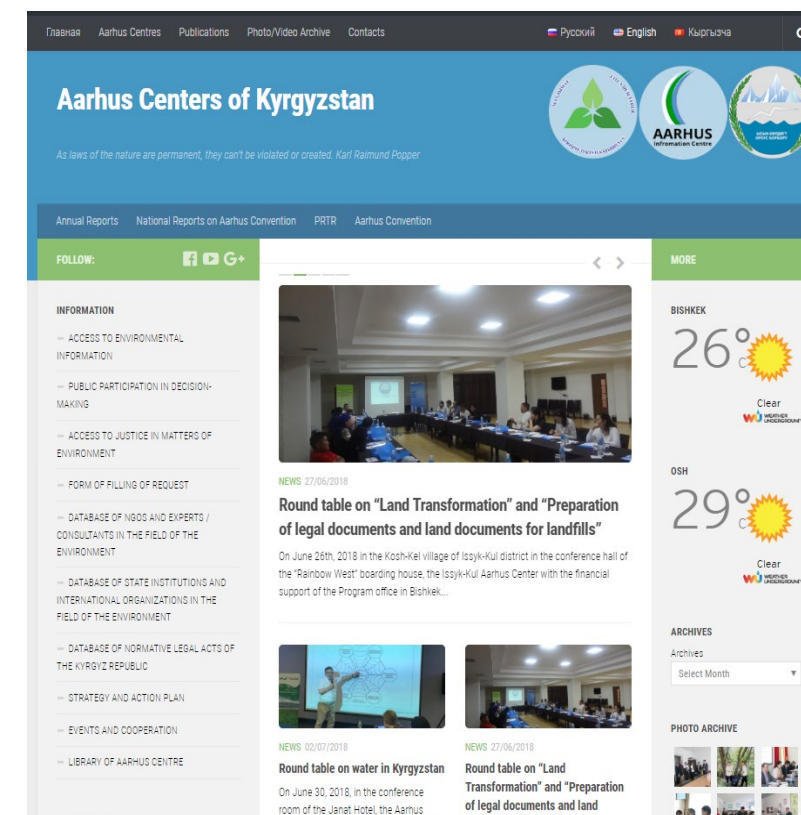 Главная Aarhus Centres Publications Photo/Video Archive Contacts Русский English Кыргызча
Aarhus Centers of Kyrgyzstan
As laws of the nature are permanent, they can't be violated or created. Karl Raimund Popper
AARHUS
Infromation Centre
Annual Reports National Reports on Aarhus Convention PRTR Aarhus Convention
FOLLOW:
INFORMATION
ACCESS TO ENVIRONMENTAL
INFORMATION
PUBLIC PARTICIPATION IN DECISION-
MAKING
ACCESS TO JUSTICE IN MATTERS OF
ENVIRONMENT
FORM OF FILLING OF REQUEST
DATABASE OF NGOS AND EXPERTS /
CONSULTANTS IN THE FIELD OF THE
ENVIRONMENT
DATABASE OF STATE INSTITUTIONS AND
INTERNATIONAL ORGANIZATIONS IN THE
FIELD OF THE ENVIRONMENT
DATABASE OF NORMATIVE LEGAL ACTS OF
THE KYRGYZ REPUBLIC
STRATEGY AND ACTION PLAN
EVENTS AND COOPERATION
LIBRARY OF AARHUS CENTRE
NEWS 27/06/2018
Round table on “Land Transformation” and “Preparation
of legal documents and land documents for landfills”
On June 26th, 2018 in the Kosh-Kel village of Issyk-Kul district in the conference hall of
the “Rainbow West” boarding house, the Issyk-Kul Aarhus Center with the financial
support of the Program office in Bishkek...
NEWS 02/07/2018
Round table on water in Kyrgyzstan
On June 30, 2018, in the conference
room of the Janat Hotel, the Aarhus
NEWS 27/06/2018
Round table on “Land
Transformation” and “Preparation
of legal documents and land
MORE
BISHKEK
26°C
Clear
WEATHER
UNDERGROUND
OSH
29°C
Clear
WEATHER
UNDERGROUND
ARCHIVES
Archives
Select Month
PHOTO ARCHIVE